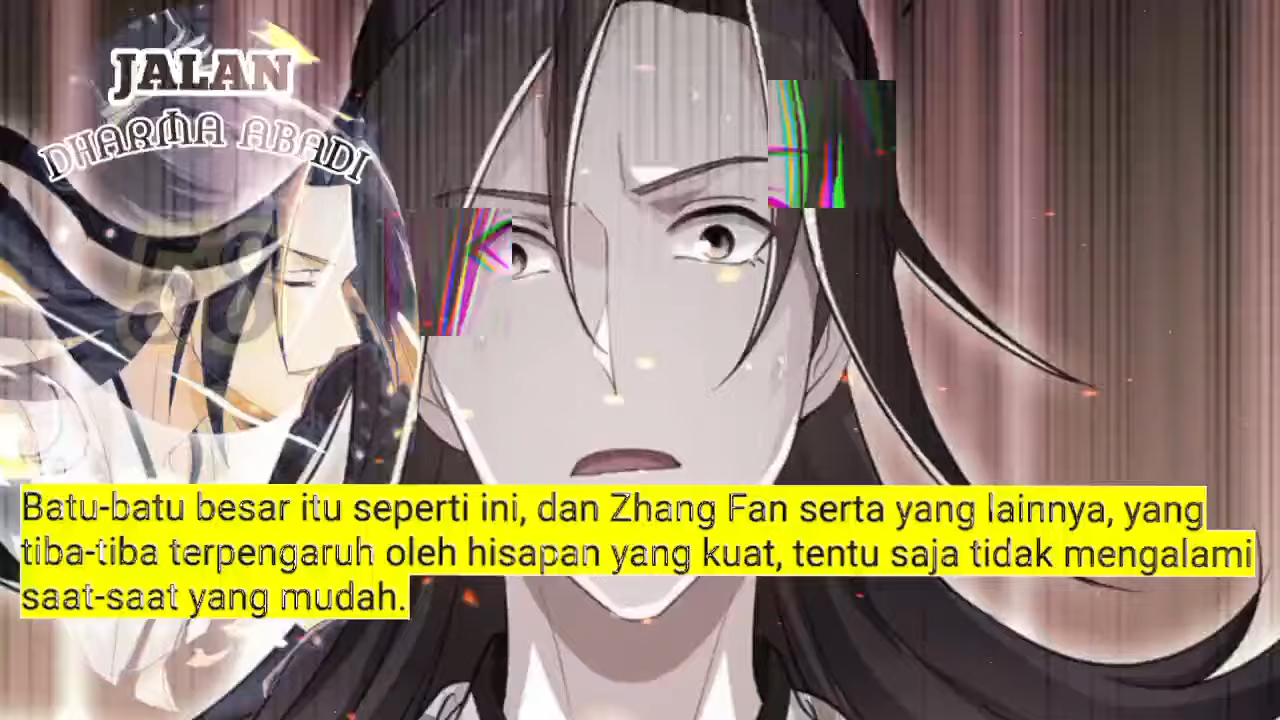 JALAN
DHARMA ABADI
58
Batu-batu besar itu seperti ini, dan Zhang Fan serta yang lainnya, yang
tiba-tiba terpengaruh oleh hisapan yang kuat, tentu saja tidak mengalami
saat-saat yang mudah.